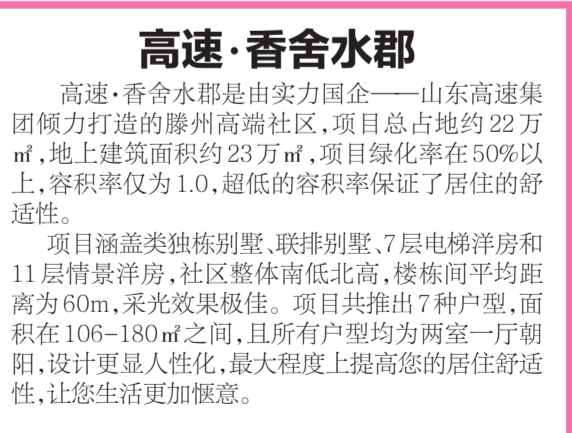 高速·香舍水郡
高速·香舍水郡是由实力国企——山东高速集
团倾力打造的滕州高端社区,项目总占地约22万
㎡,地上建筑面积约23万㎡,项目绿化率在50%以
上,容积率仅为1.0,超低的容积率保证了居住的舒
适性。
项目涵盖类独栋别墅、联排别墅、7层电梯洋房和
11层情景洋房,社区整体南低北高,楼栋间平均距
离为60m,采光效果极佳。项目共推出7种户型,面
积在106-180㎡之间,且所有户型均为两室一厅朝
阳,设计更显人性化,最大程度上提高您的居住舒适
性,让您生活更加惬意。